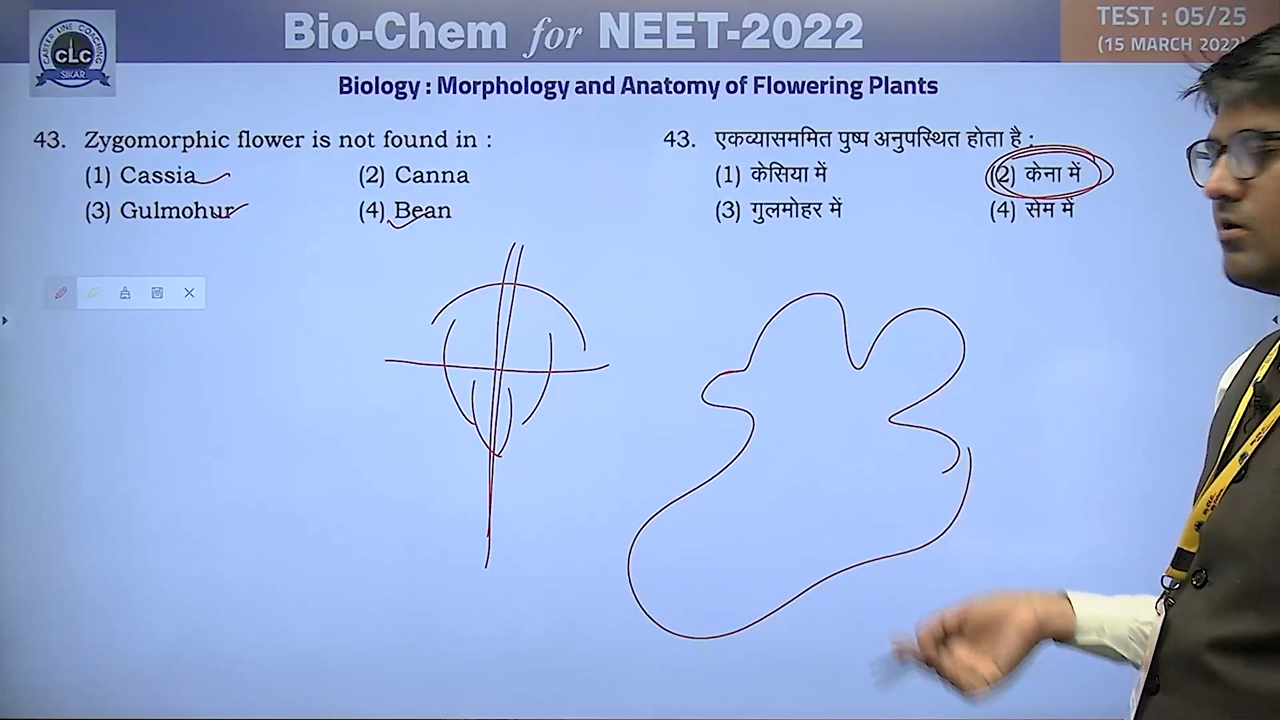 CAREER LINE COACHING
CLC
SIKAR
Bio-Chem for NEET-2022
TEST : 05/25
(15 MARCH 2022)
Biology : Morphology and Anatomy of Flowering Plants
43. Zygomorphic flower is not found in :
(1) Cassia (2) Canna
(3) Gulmohur (4) Bean
43. एकव्याससममित पुष्प अनुपस्थित होता है :
(1) केसिया में (2) केना में
(3) गुलमोहर में (4) सेम में